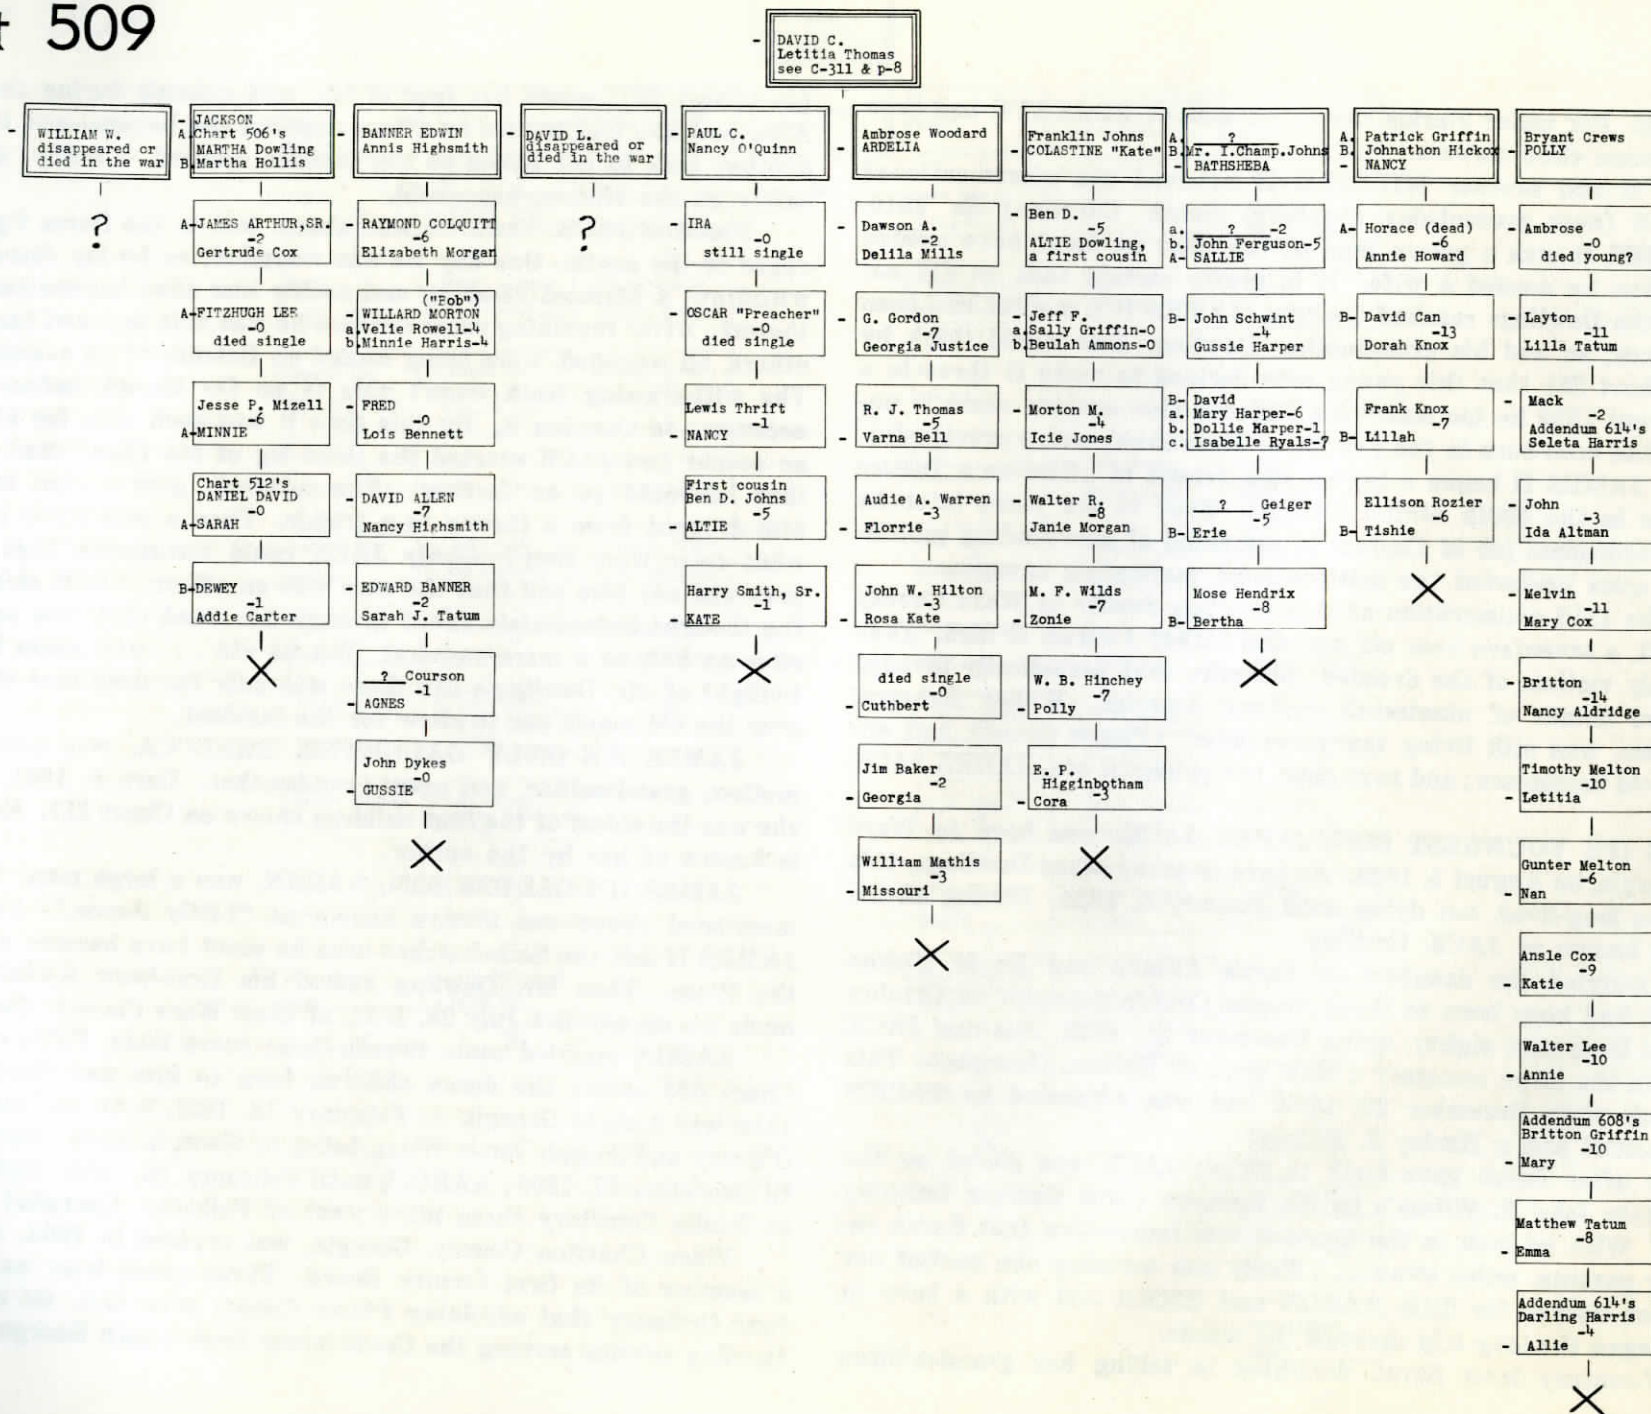 t 509
- DAVID C.
Letitia Thomas
see C-311 & p-8
- WILLIAM W.
disappeared or
died in the war
?
- JACKSON
A. Chart 506's
MARTHA Dowling
B. Martha Hollis
A- JAMES ARTHUR, SR.
-2
Gertrude Cox
A- FITZHUGH LEE
-0
died single
Jesse P. Mizell
-6
A- MINNIE
Chart 512's
DANIEL DAVID
-0
A- SARAH
B- DEWEY
-1
Addie Carter
X
- BANNER EDWIN
Annis Highsmith
- RAYMOND COLQUITT
-6
Elizabeth Morgan
("Bob")
- WILLARD MORTON
a. Velie Rowell-4
b. Minnie Harris-4
- FRED
-0
Lois Bennett
- DAVID ALLEN
-7
Nancy Highsmith
- EDWARD BANNER
-2
Sarah J. Tatum
? Courson
-1
- AGNES
John Dykes
-0
- GUSSIE
X
- DAVID L.
disappeared or
died in the war
?
- PAUL C.
Nancy O'Quinn
- IRA
-0
still single
- OSCAR "Preacher"
-0
died single
Lewis Thrift
-1
- NANCY
First cousin
Ben D. Johns
-5
- ALTIE
Harry Smith, Sr.
-1
- KATE
X
Ambrose Woodard
- ARDELIA
- Dawson A.
-2
Delila Mills
- G. Gordon
-7
Georgia Justice
R. J. Thomas
-5
- Varna Bell
Audie A. Warren
-3
- Florrie
John W. Hilton
-3
- Rosa Kate
died single
-0
- Cuthbert
Jim Baker
-2
- Georgia
William Mathis
-3
- Missouri
X
Franklin Johns
- COLASTINE "Kate"
- Ben D.
-5
ALTIE Dowling,
a first cousin
- Jeff F.
a. Sally Griffin-0
b. Beulah Ammons-0
- Morton M.
-4
Icie Jones
- Walter R.
-8
Janie Morgan
M. F. Wilds
-7
- Zonie
W. B. Hinchey
-7
- Polly
E. P.
Higginbotham
-3
- Cora
X
A. ?
B. Mr. I.Champ.Johns
- BATHSHEBA
a. ? -2
b. John Ferguson-5
A- SALLIE
B- John Schwint
-4
Gussie Harper
B- David
a. Mary Harper-6
b. Dollie Harper-1
c. Isabelle Ryals-?
? Geiger
-5
B- Erie
Mose Hendrix
-8
B- Bertha
X
A. Patrick Griffin
B. Johnathon Hickox
- NANCY
A- Horace (dead)
-6
Annie Howard
B- David Can
-13
Dorah Knox
Frank Knox
-7
B- Lillah
Ellison Rozier
-6
B- Tishie
X
Bryant Crews
- POLLY
- Ambrose
-0
died young?
- Layton
-11
Lilla Tatum
- Mack
-2
Addendum 614's
Seleta Harris
- John
-3
Ida Altman
- Melvin
-11
Mary Cox
- Britton
-14
Nancy Aldridge
Timothy Melton
-10
- Letitia
Gunter Melton
-6
- Nan
Ansle Cox
-9
- Katie
Walter Lee
-10
- Annie
Addendum 608's
Britton Griffin
-10
- Mary
Matthew Tatum
-8
- Emma
Addendum 614's
Darling Harris
-4
- Allie
X